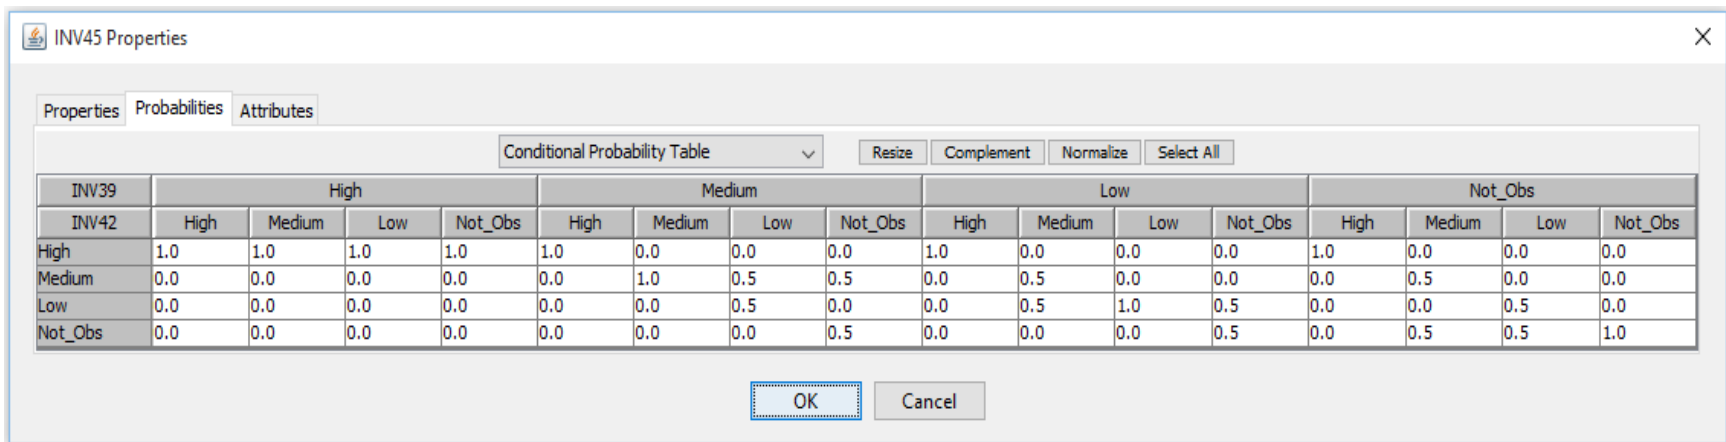 INV45 Properties
Properties Probabilities Attributes
Conditional Probability Table Resize Complement Normalize Select All
INV39 High Medium Low Not_Obs
INV42 High Medium Low Not_Obs High Medium Low Not_Obs High Medium Low Not_Obs High Medium Low Not_Obs
High 1.0 1.0 1.0 1.0 1.0 0.0 0.0 0.0 1.0 0.0 0.0 0.0 1.0 0.0 0.0 0.0
Medium 0.0 0.0 0.0 0.0 0.0 1.0 0.5 0.5 0.0 0.5 0.0 0.0 0.0 0.5 0.0 0.0
Low 0.0 0.0 0.0 0.0 0.0 0.0 0.5 0.0 0.0 0.5 1.0 0.5 0.0 0.0 0.5 0.0
Not_Obs 0.0 0.0 0.0 0.0 0.0 0.0 0.0 0.5 0.0 0.0 0.0 0.5 0.0 0.5 0.5 1.0
OK Cancel